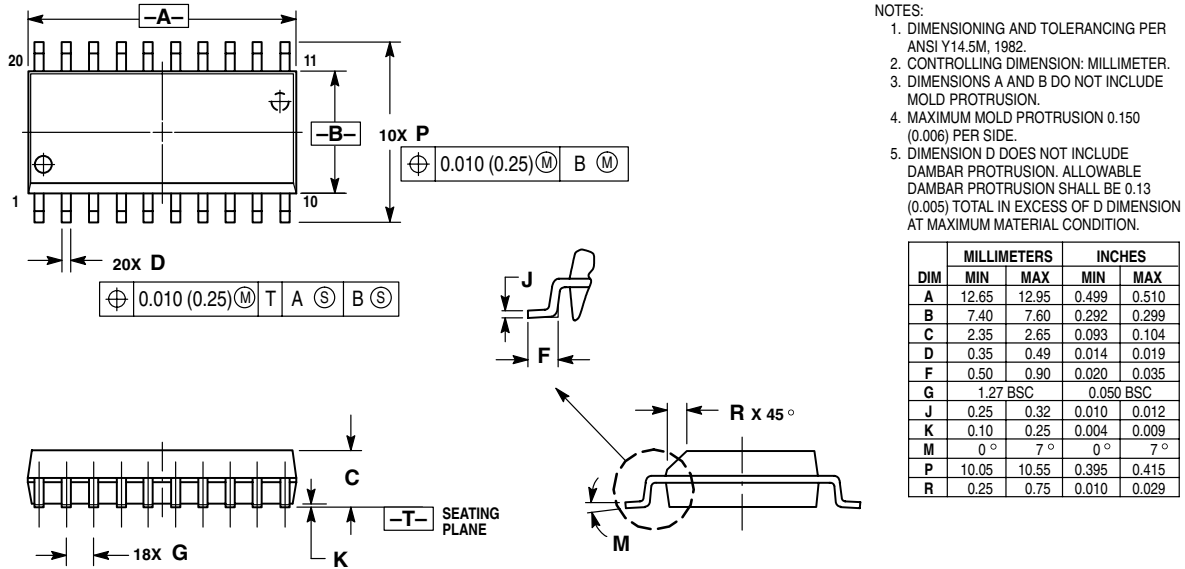 –A–
20
11
–B–
10X P
⌖ 0.010 (0.25) Ⓜ B Ⓜ
1
10
20X D
⌖ 0.010 (0.25) Ⓜ T A Ⓢ B Ⓢ
J
F
R X 45°
C
–T– SEATING
PLANE
18X G
K
M
NOTES:
1. DIMENSIONING AND TOLERANCING PER
ANSI Y14.5M, 1982.
2. CONTROLLING DIMENSION: MILLIMETER.
3. DIMENSIONS A AND B DO NOT INCLUDE
MOLD PROTRUSION.
4. MAXIMUM MOLD PROTRUSION 0.150
(0.006) PER SIDE.
5. DIMENSION D DOES NOT INCLUDE
DAMBAR PROTRUSION. ALLOWABLE
DAMBAR PROTRUSION SHALL BE 0.13
(0.005) TOTAL IN EXCESS OF D DIMENSION
AT MAXIMUM MATERIAL CONDITION.
MILLIMETERS INCHES
DIM MIN MAX MIN MAX
A 12.65 12.95 0.499 0.510
B 7.40 7.60 0.292 0.299
C 2.35 2.65 0.093 0.104
D 0.35 0.49 0.014 0.019
F 0.50 0.90 0.020 0.035
G 1.27 BSC 0.050 BSC
J 0.25 0.32 0.010 0.012
K 0.10 0.25 0.004 0.009
M 0° 7° 0° 7°
P 10.05 10.55 0.395 0.415
R 0.25 0.75 0.010 0.029